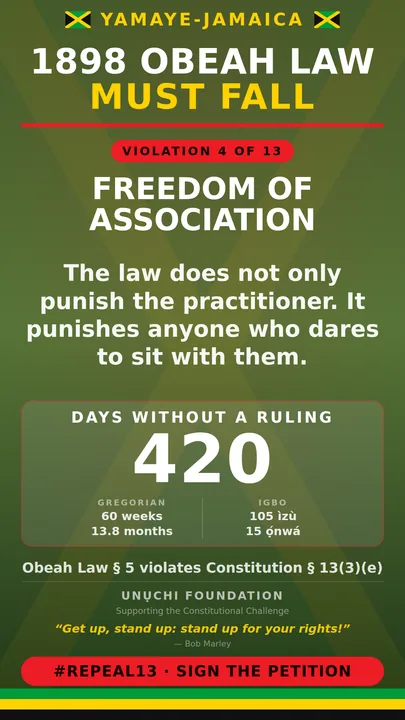 YAMAYE-JAMAICA
1898 OBEAH LAW
MUST FALL
VIOLATION 4 OF 13
FREEDOM OF
ASSOCIATION
The law does not only
punish the practitioner. It
punishes anyone who dares
to sit with them.
DAYS WITHOUT A RULING
420
GREGORIAN
60 weeks
13.8 months
IGBO
105 ìzù
15 ọ́nwá
Obeah Law § 5 violates Constitution § 13(3)(e)
UNỤCHI FOUNDATION
Supporting the Constitutional Challenge
“Get up, stand up: stand up for your rights!”
— Bob Marley
#REPEAL13 · SIGN THE PETITION